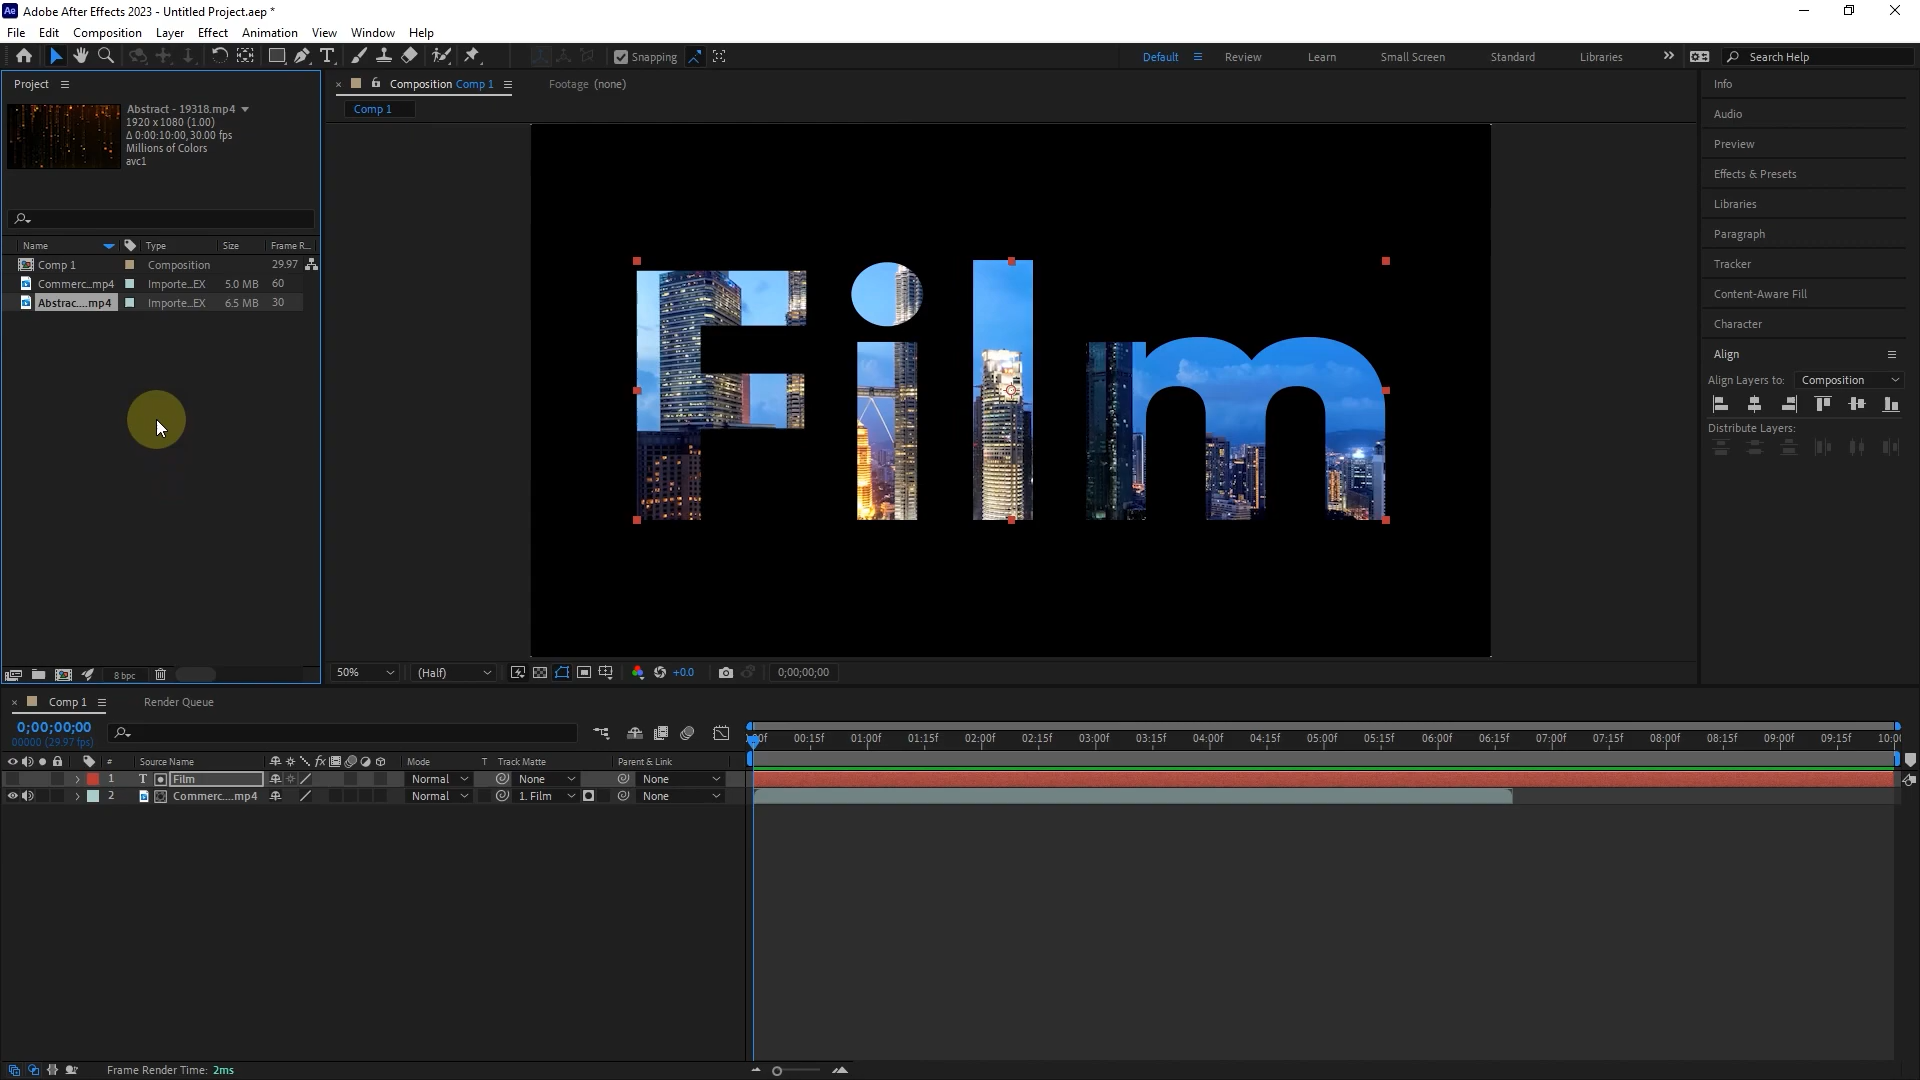 Adobe After Effects 2023 - Untitled Project.aep *
File Edit Composition Layer Effect Animation View Window Help
Snapping
Default Review Learn Small Screen Standard Libraries Search Help
Project
Composition Comp 1
Footage (none)
Comp 1
Abstract - 19318.mp4
1920 x 1080 (1.00)
Δ 0:00:10:00, 30.00 fps
Millions of Colors
avc1
Name Type Size Frame R...
Comp 1 Composition 29.97
Commerc...mp4 Importe...EX 5.0 MB 60
Abstrac....mp4 Importe...EX 6.5 MB 30
8 bpc
Film
50% (Half) +0.0 0;00;00;00
Info
Audio
Preview
Effects & Presets
Libraries
Paragraph
Tracker
Content-Aware Fill
Character
Align
Align Layers to: Composition
Distribute Layers:
Comp 1 Render Queue
0;00;00;00
00000 (29.97 fps)
:00f 00:15f 01:00f 01:15f 02:00f 02:15f 03:00f 03:15f 04:00f 04:15f 05:00f 05:15f 06:00f 06:15f 07:00f 07:15f 08:00f 08:15f 09:00f 09:15f 10:00
# Source Name fx Mode T Track Matte Parent & Link
1 T Film Normal None None
2 Commerc....mp4 Normal 1. Film None
Frame Render Time: 2ms